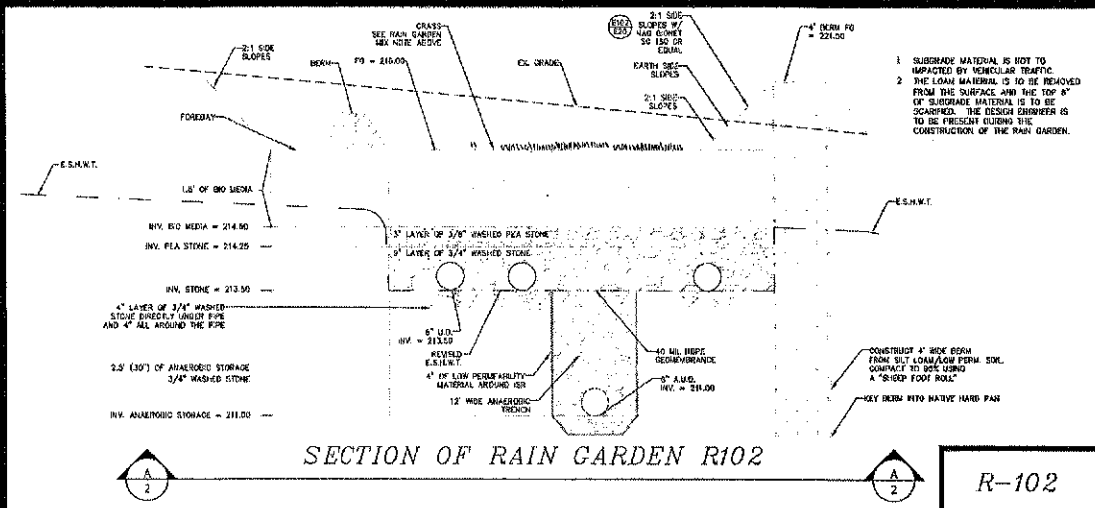 2:1 SIDE
SLOPES
BERM
GRASS
SEE RAIN GARDEN
MIX NOTE ABOVE
FG = 216.00
EX. GRADE
E102
E20
2:1 SIDE
SLOPES W/
NAG
SC 150 OR
EQUAL
EARTH SIDE
SLOPES
2:1 SIDE
SLOPES
4' BERM FG
= 221.50
1 SUBGRADE MATERIAL IS NOT TO
IMPACTED BY VEHICULAR TRAFFIC.
2 THE LOAM MATERIAL IS TO BE REMOVED
FROM THE SURFACE AND THE TOP 8"
OF SUBGRADE MATERIAL IS TO BE
SCARIFIED. THE DESIGN ENGINEER IS
TO BE PRESENT DURING THE
CONSTRUCTION OF THE RAIN GARDEN.
FOREBAY
E.S.H.W.T.
1.5' OF BIO MEDIA
E.S.H.W.T.
INV. BIO MEDIA = 214.50
INV. PEA STONE = 214.25
INV. STONE = 213.50
3" LAYER OF 3/8" WASHED PEA STONE
9" LAYER OF 3/4" WASHED STONE
4" LAYER OF 3/4" WASHED
STONE DIRECTLY UNDER PIPE
AND 4" ALL AROUND THE PIPE
6" U.D.
INV. = 213.50
REVISED
E.S.H.W.T.
4" OF LOW PERMEABILITY
MATERIAL AROUND ISR
12' WIDE ANAEROBIC
TRENCH
40 MIL HDPE
GEOMEMBRANCE
6" A.U.D.
INV. = 211.00
2.5' (30") OF ANAEROBIC STORAGE
3/4" WASHED STONE
INV. ANAEROBIC STORAGE = 211.00
CONSTRUCT 4' WIDE BERM
FROM SILT LOAM/LOW PERM. SOIL.
COMPACT TO 95% USING
A "SHEEP FOOT ROLL"
KEY BERM INTO NATIVE HARD PAN
A
2
SECTION OF RAIN GARDEN R102
A
2
R-102